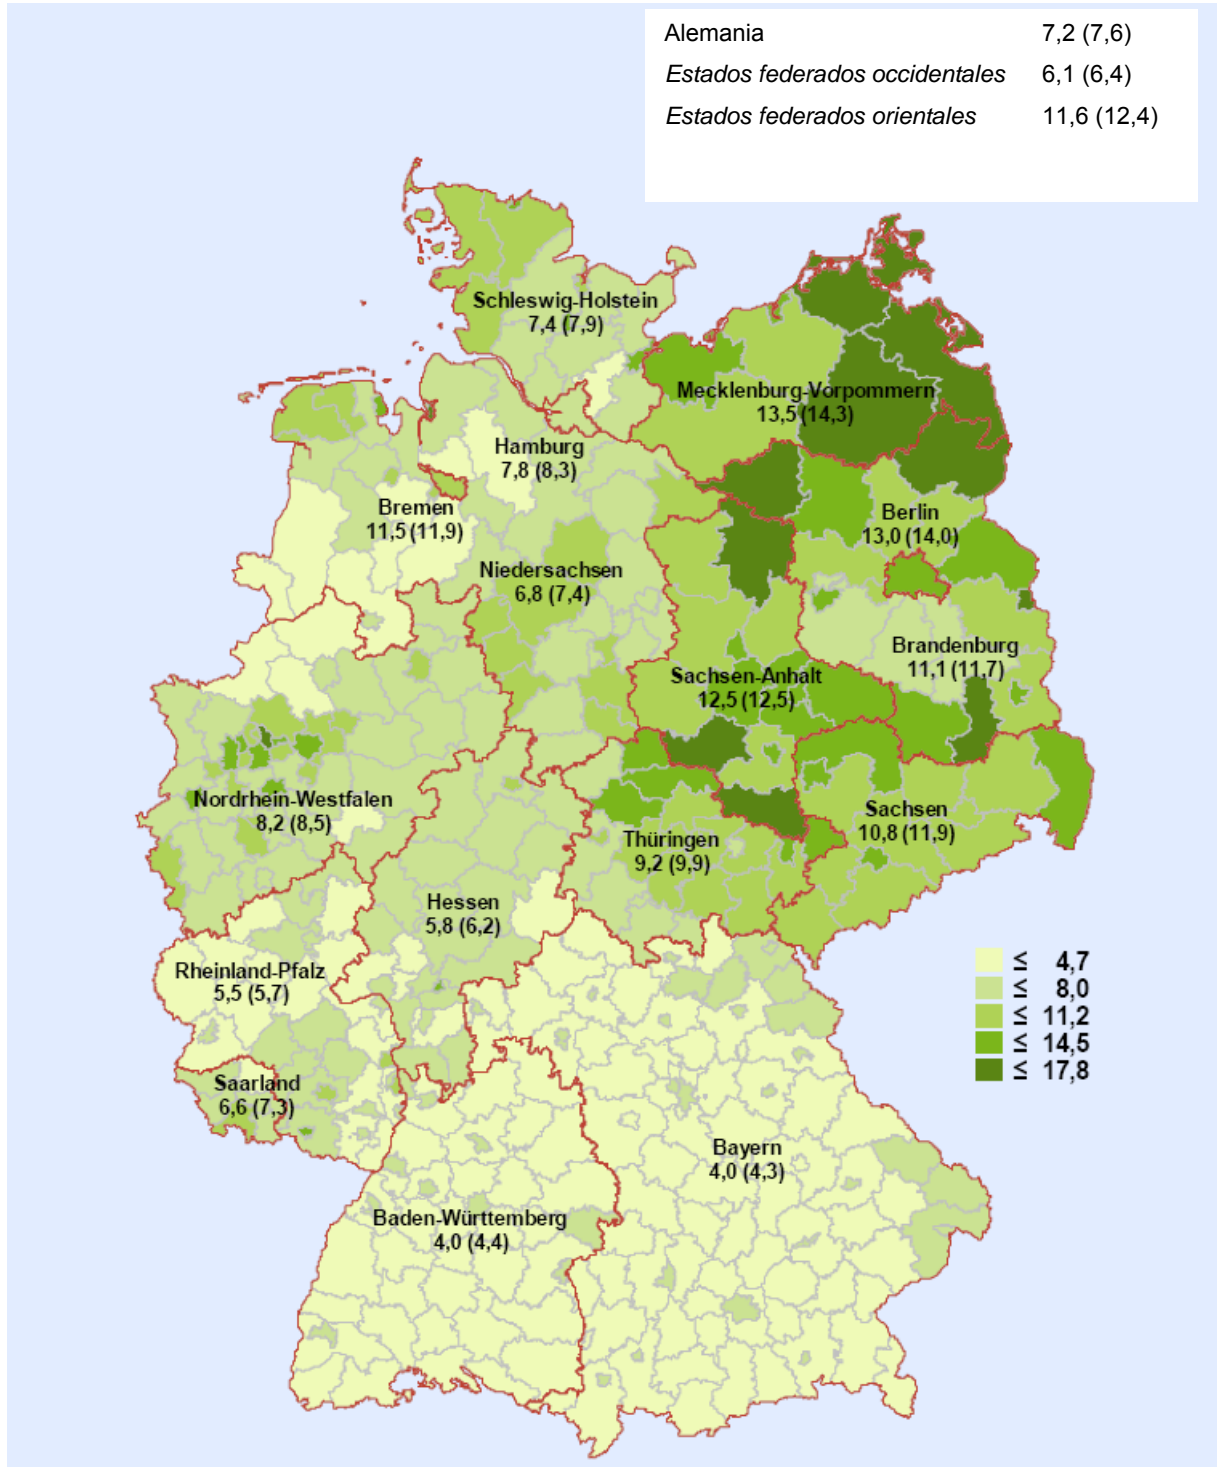 Alemania 7,2 (7,6)
Estados federados occidentales 6,1 (6,4)
Estados federados orientales 11,6 (12,4)
Schleswig-Holstein
7,4 (7,9)
Mecklenburg-Vorpommern
13,5 (14,3)
Hamburg
7,8 (8,3)
Bremen
11,5 (11,9)
Berlin
13,0 (14,0)
Niedersachsen
6,8 (7,4)
Brandenburg
11,1 (11,7)
Sachsen-Anhalt
12,5 (12,5)
Nordrhein-Westfalen
8,2 (8,5)
Sachsen
10,8 (11,9)
Thüringen
9,2 (9,9)
Hessen
5,8 (6,2)
Rheinland-Pfalz
5,5 (5,7)
≤ 4,7
≤ 8,0
≤ 11,2
≤ 14,5
≤ 17,8
Saarland
6,6 (7,3)
Bayern
4,0 (4,3)
Baden-Württemberg
4,0 (4,4)